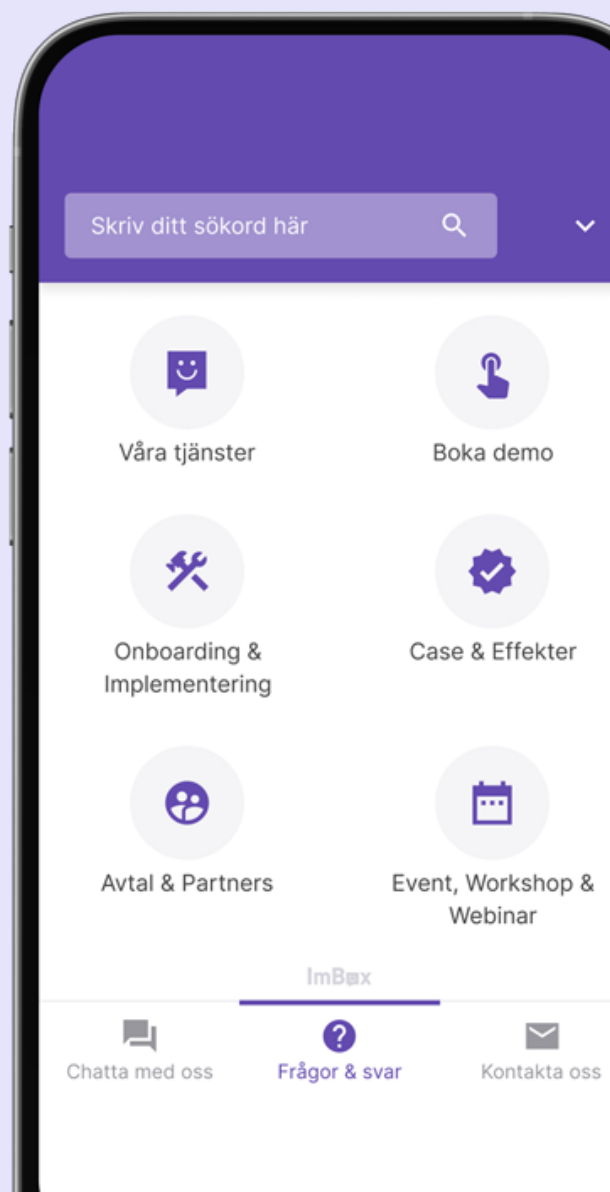 Skriv ditt sökord här
Våra tjänster
Boka demo
Onboarding &
Implementering
Case & Effekter
Avtal & Partners
Event, Workshop &
Webinar
ImBox
Chatta med oss
Frågor & svar
Kontakta oss